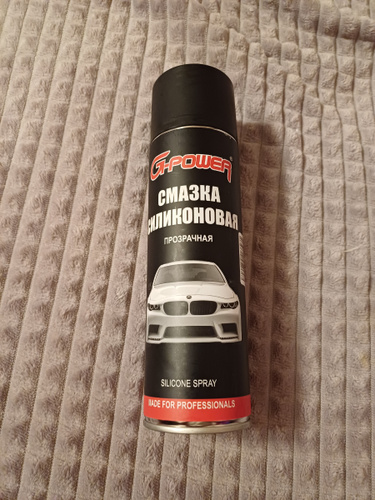 G-POWER®
СМАЗКА
СИЛИКОНОВАЯ
ПРОЗРАЧНАЯ
SILICONE SPRAY
MADE FOR PROFESSIONALS